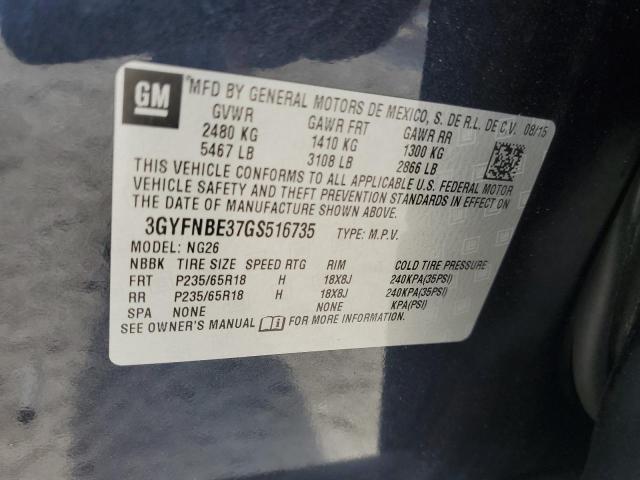 GM
MFD BY GENERAL MOTORS DE MEXICO, S. DE R.L. DE C.V. 08/15
GVWR GAWR FRT GAWR RR
2480 KG 1410 KG 1300 KG
5467 LB 3108 LB 2866 LB
THIS VEHICLE CONFORMS TO ALL APPLICABLE U.S. FEDERAL MOTOR
VEHICLE SAFETY AND THEFT PREVENTION STANDARDS IN EFFECT ON
THE DATE OF MANUFACTURE SHOWN ABOVE.
3GYFNBE37GS516735 TYPE: M.P.V.
MODEL: NG26
NBBK TIRE SIZE SPEED RTG RIM COLD TIRE PRESSURE
FRT P235/65R18 H 18X8J 240KPA(35PSI)
RR P235/65R18 H 18X8J 240KPA(35PSI)
SPA NONE NONE KPA(PSI)
SEE OWNER'S MANUAL FOR MORE INFORMATION.